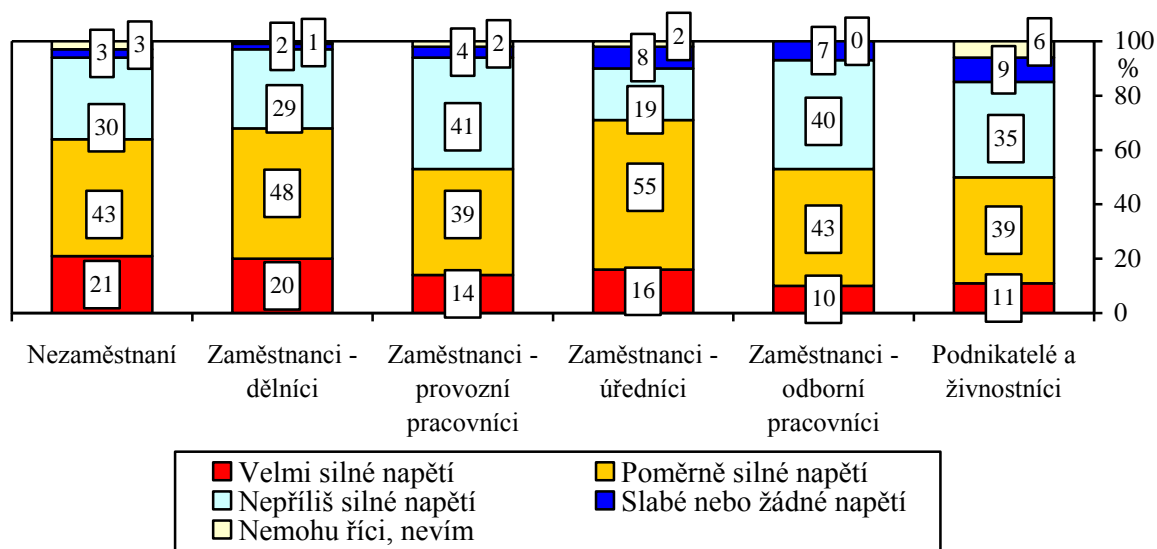 3 3 2 1 4 2 8 2 7 0 9 6 100
%
30 29 41 19 40 35 80
60
43 48 39 55 43 39 40
20
21 20 14 16 10 11 0
Nezaměstnaní Zaměstnanci - Zaměstnanci - Zaměstnanci - Zaměstnanci - Podnikatelé a
dělníci provozní úředníci odborní živnostníci
pracovníci pracovníci
Velmi silné napětí Poměrně silné napětí
Nepříliš silné napětí Slabé nebo žádné napětí
Nemohu říci, nevím